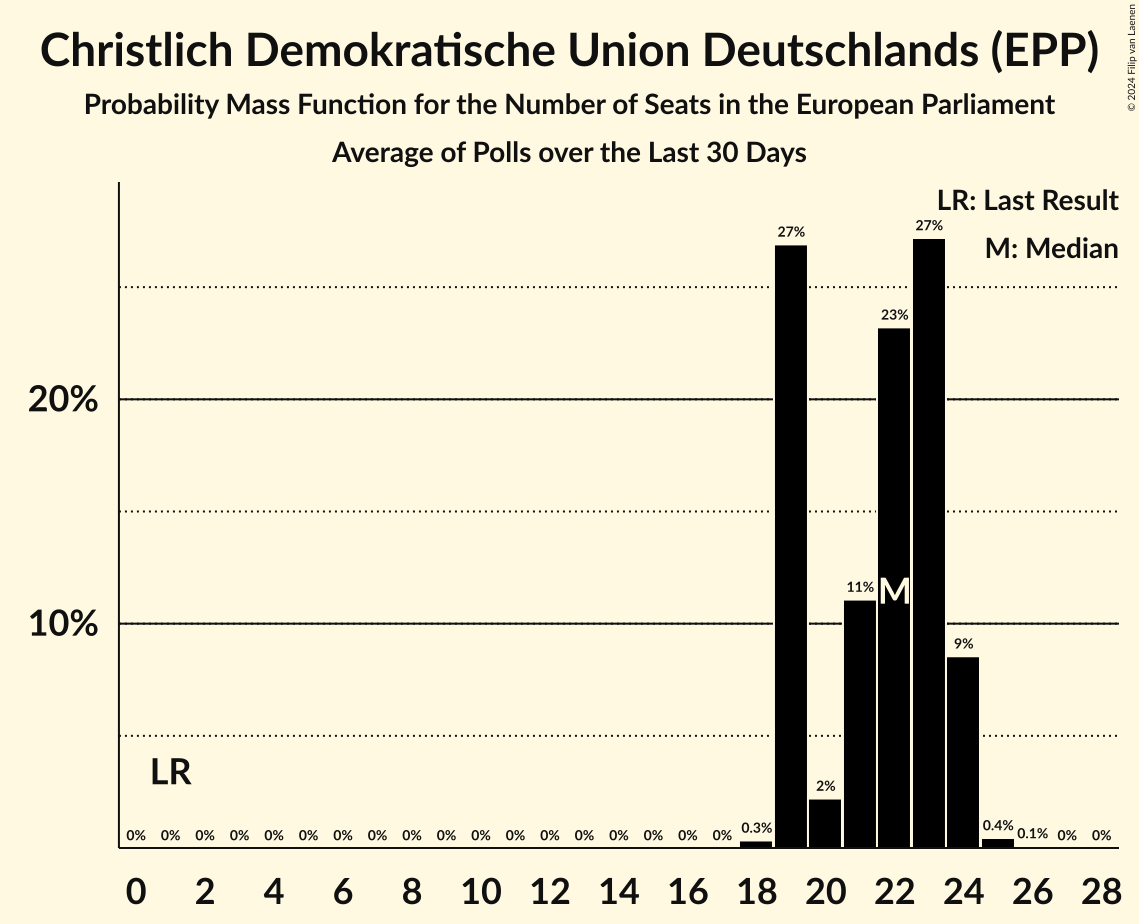 Christlich Demokratische Union Deutschlands (EPP)
Probability Mass Function for the Number of Seats in the European Parliament
Average of Polls over the Last 30 Days
© 2024 Filip van Laenen
LR: Last Result
M: Median
27% 27%
23%
20%
11% M
10%
9%
LR
2%
0% 0% 0% 0% 0% 0% 0% 0% 0% 0% 0% 0% 0% 0% 0% 0% 0% 0% 0.3% 0.4% 0.1% 0% 0%
0 2 4 6 8 10 12 14 16 18 20 22 24 26 28